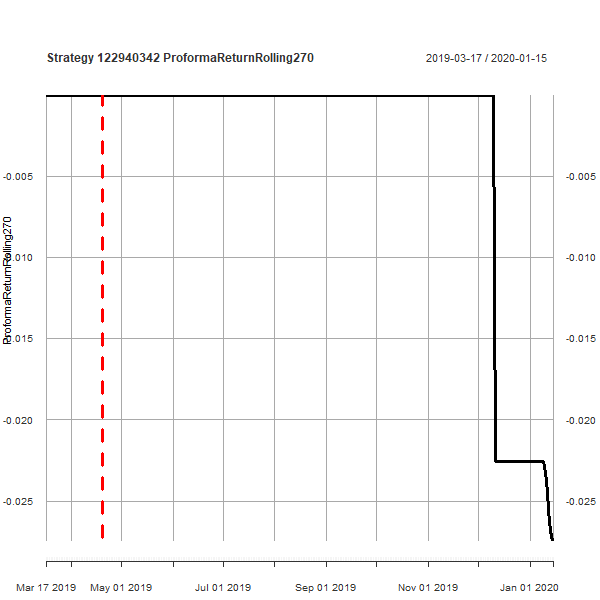 Strategy 122940342 ProformaReturnRolling270
2019-03-17 / 2020-01-15
-0.005 -0.005
-0.010 -0.010
-0.015 -0.015
-0.020 -0.020
-0.025 -0.025
ProformaReturnRolling270
Mar 17 2019 May 01 2019 Jul 01 2019 Sep 01 2019 Nov 01 2019 Jan 01 2020